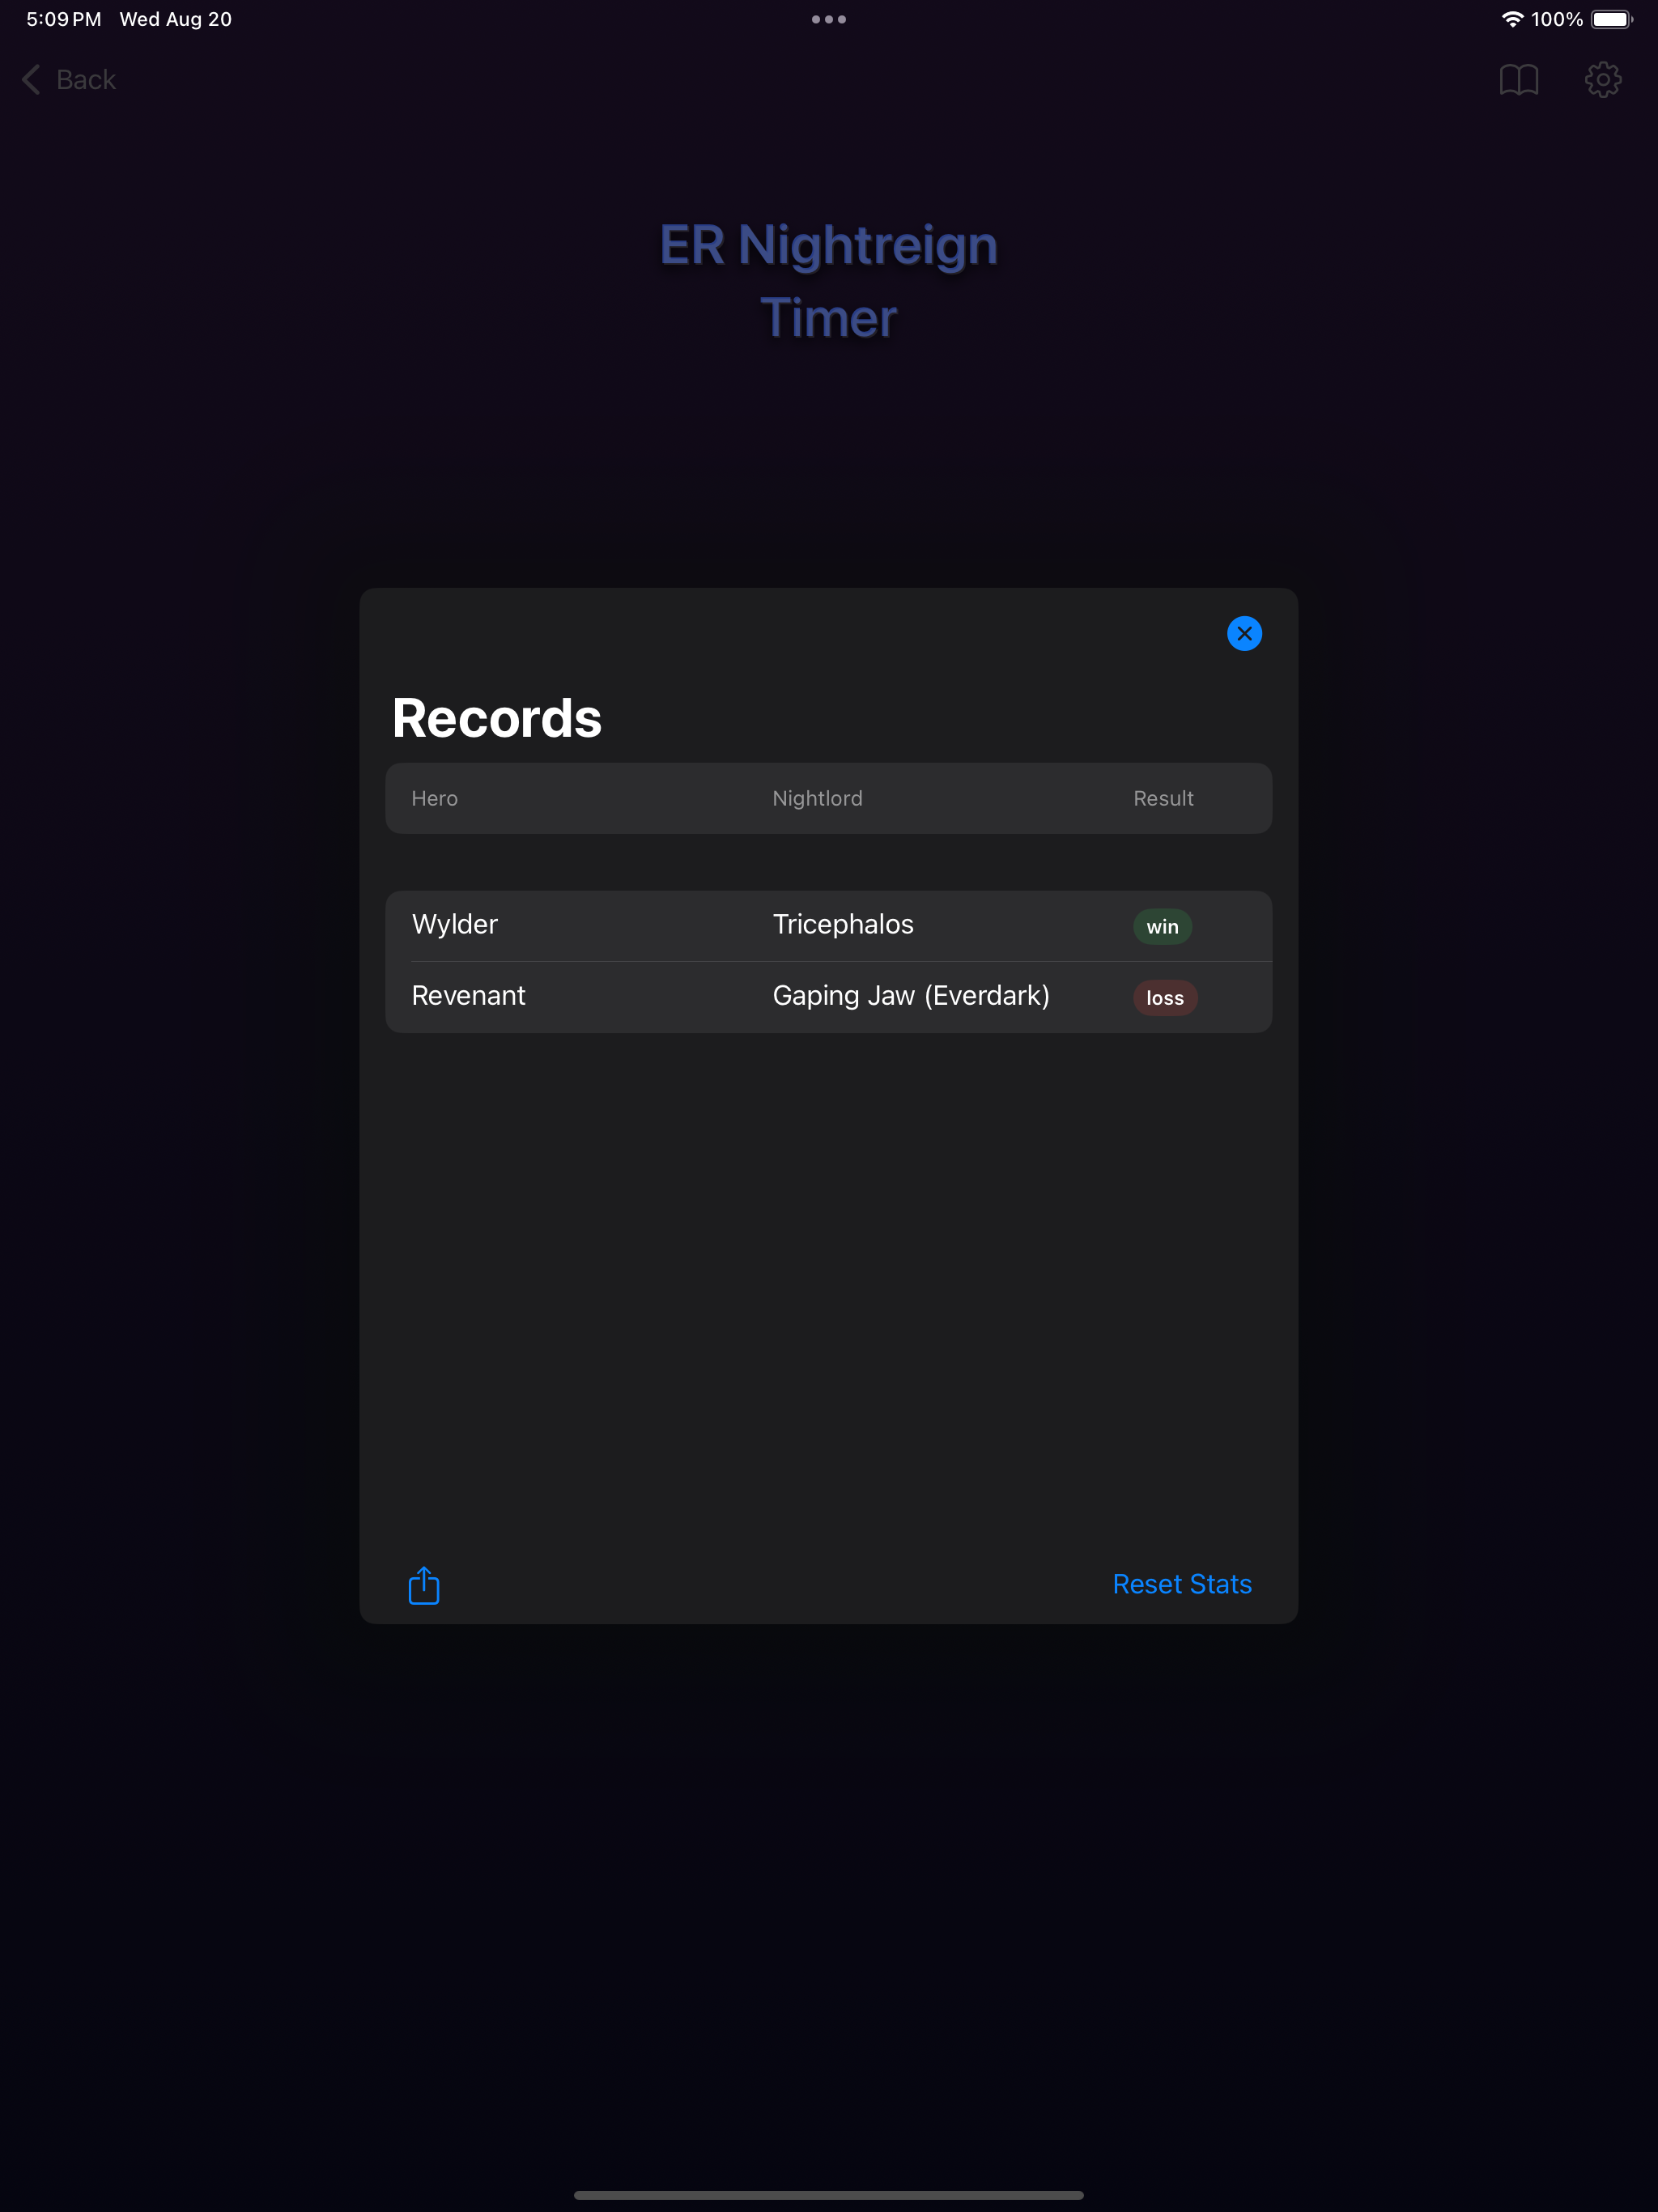 5:09 PM Wed Aug 20 100%
Back
ER Nightreign
Timer
Records
Hero Nightlord Result
Wylder Tricephalos win
Revenant Gaping Jaw (Everdark) loss
Reset Stats